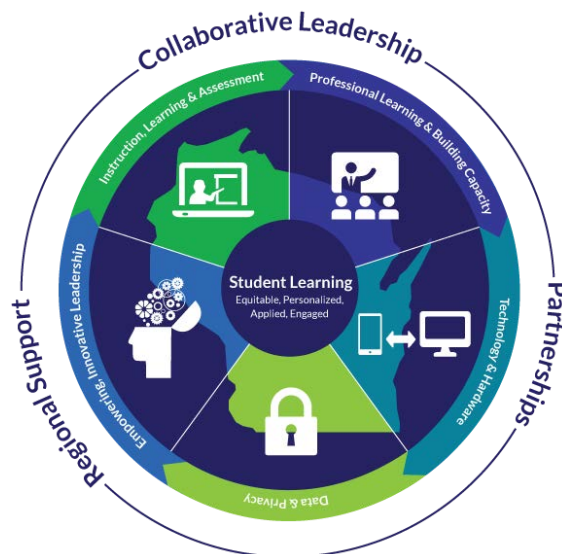 Collaborative Leadership
Instruction, Learning & Assessment
Professional Learning & Building Capacity
Student Learning
Equitable, Personalized,
Applied, Engaged
Empowering, Innovative Leadership
Technology & Hardware
Data & Privacy
Regional Support
Partnerships